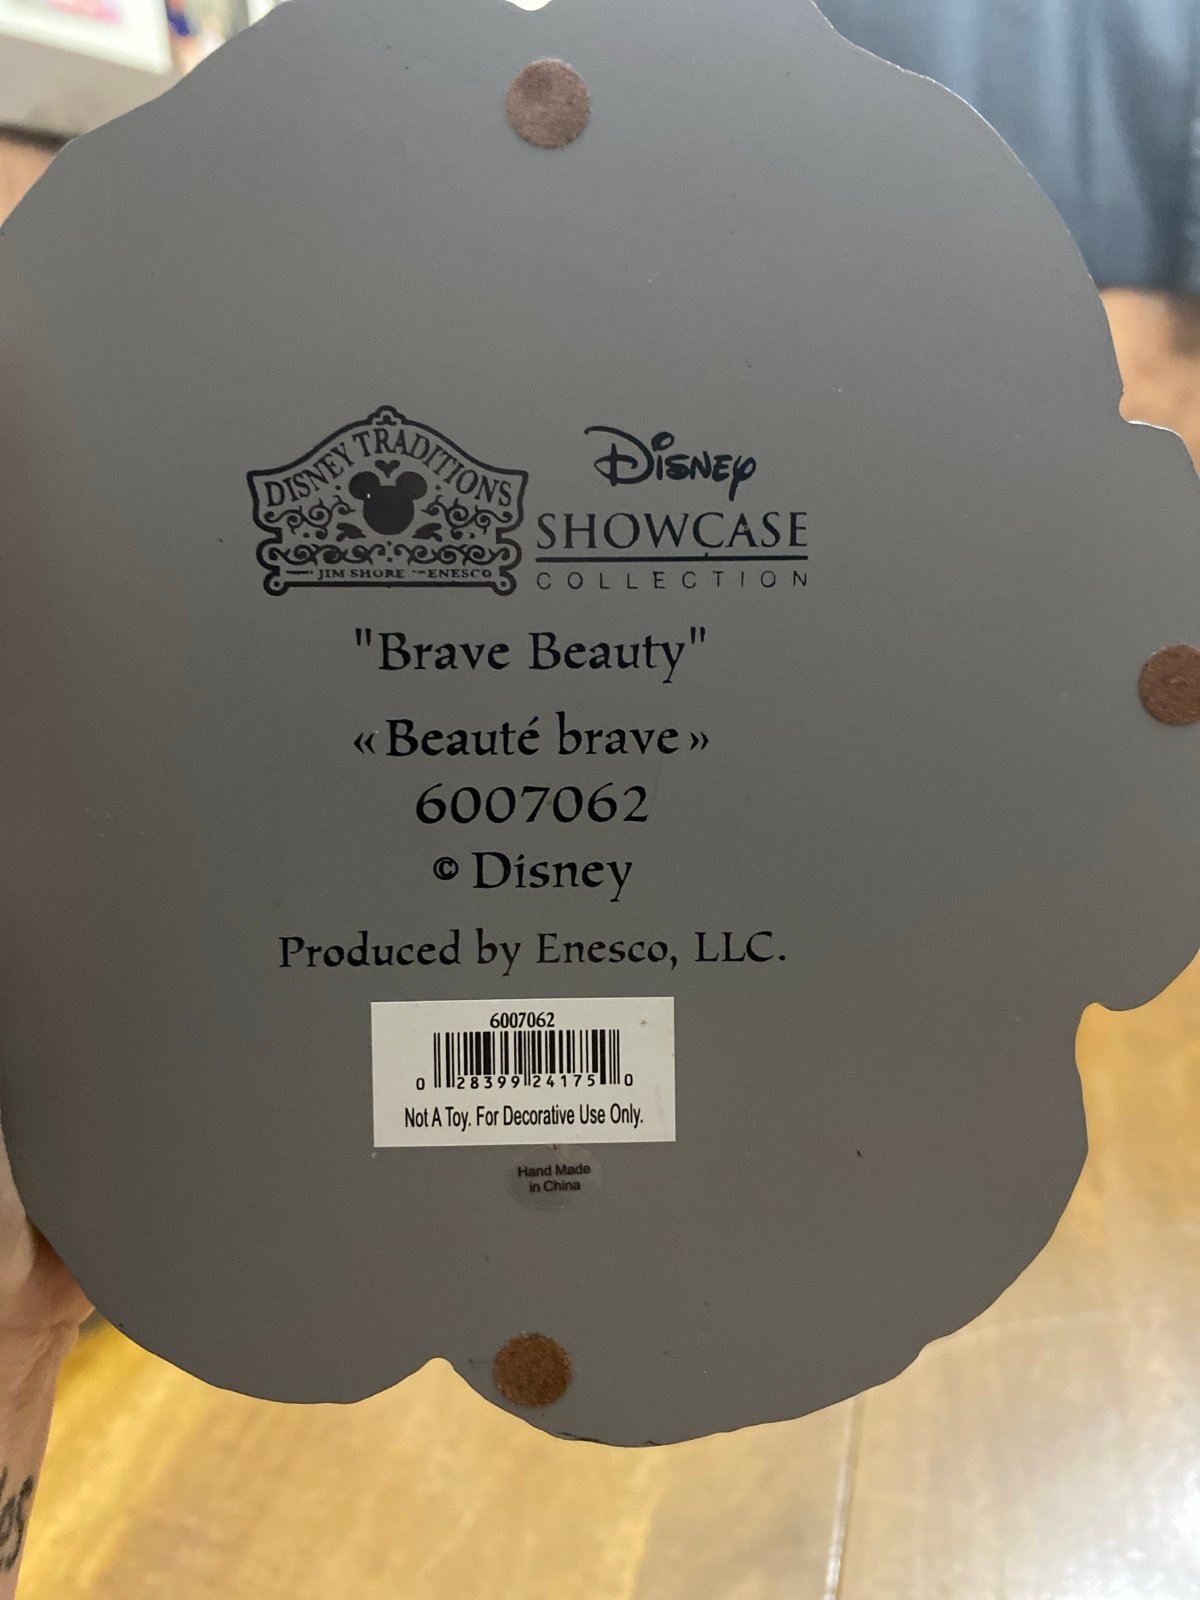 DISNEY TRADITIONS
JIM SHORE ENESCO
Disney
SHOWCASE
COLLECTION
"Brave Beauty"
« Beauté brave »
6007062
© Disney
Produced by Enesco, LLC.
6007062
0 28399 24175 0
Not A Toy. For Decorative Use Only.
Hand Made
in China